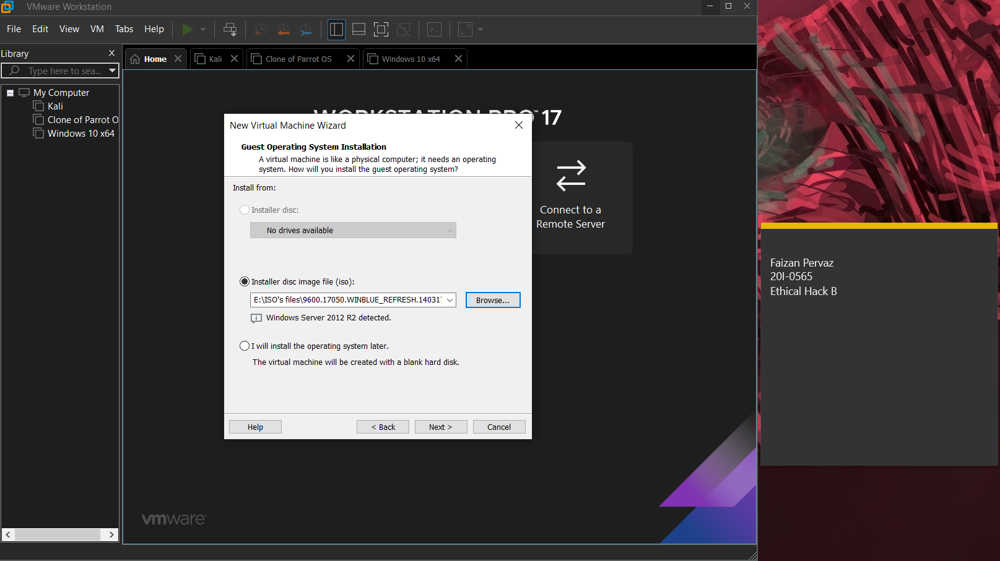 VMware Workstation
File Edit View VM Tabs Help
Library
Type here to sea...
My Computer
Kali
Clone of Parrot O
Windows 10 x64
Home
Kali
Clone of Parrot OS
Windows 10 x64
WORKSTATION PRO™ 17
New Virtual Machine Wizard
Guest Operating System Installation
A virtual machine is like a physical computer; it needs an operating
system. How will you install the guest operating system?
Install from:
Installer disc:
No drives available
Installer disc image file (iso):
E:\ISO's files\9600.17050.WINBLUE_REFRESH.140317
Browse...
Windows Server 2012 R2 detected.
I will install the operating system later.
The virtual machine will be created with a blank hard disk.
Help
< Back
Next >
Cancel
Connect to a
Remote Server
vmware
Faizan Pervaz
20I-0565
Ethical Hack B